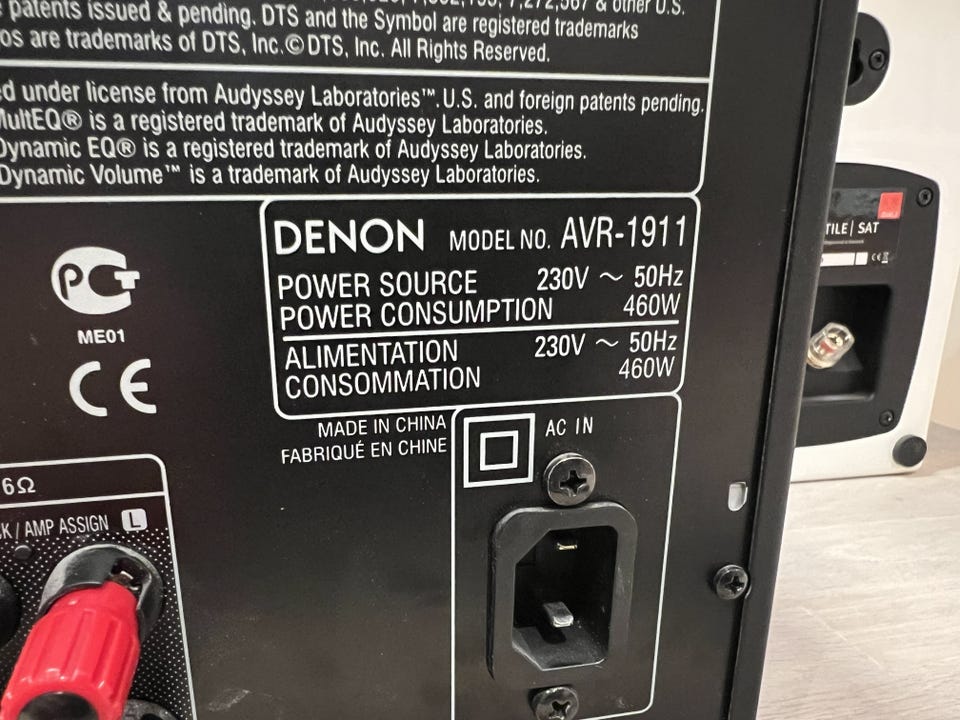 patents issued & pending. DTS and the Symbol are registered trademarks
os are trademarks of DTS, Inc. © DTS, Inc. All Rights Reserved.
under license from Audyssey Laboratories™. U.S. and foreign patents pending.
MultEQ® is a registered trademark of Audyssey Laboratories.
Dynamic EQ® is a registered trademark of Audyssey Laboratories.
Dynamic Volume™ is a trademark of Audyssey Laboratories.
DENON MODEL NO. AVR-1911
POWER SOURCE 230V ~ 50Hz
POWER CONSUMPTION 460W
ALIMENTATION 230V ~ 50Hz
CONSOMMATION 460W
PCT
ME01
CE
MADE IN CHINA
FABRIQUÉ EN CHINE
AC IN
6Ω
/ AMP ASSIGN L
TILE | SAT
CE